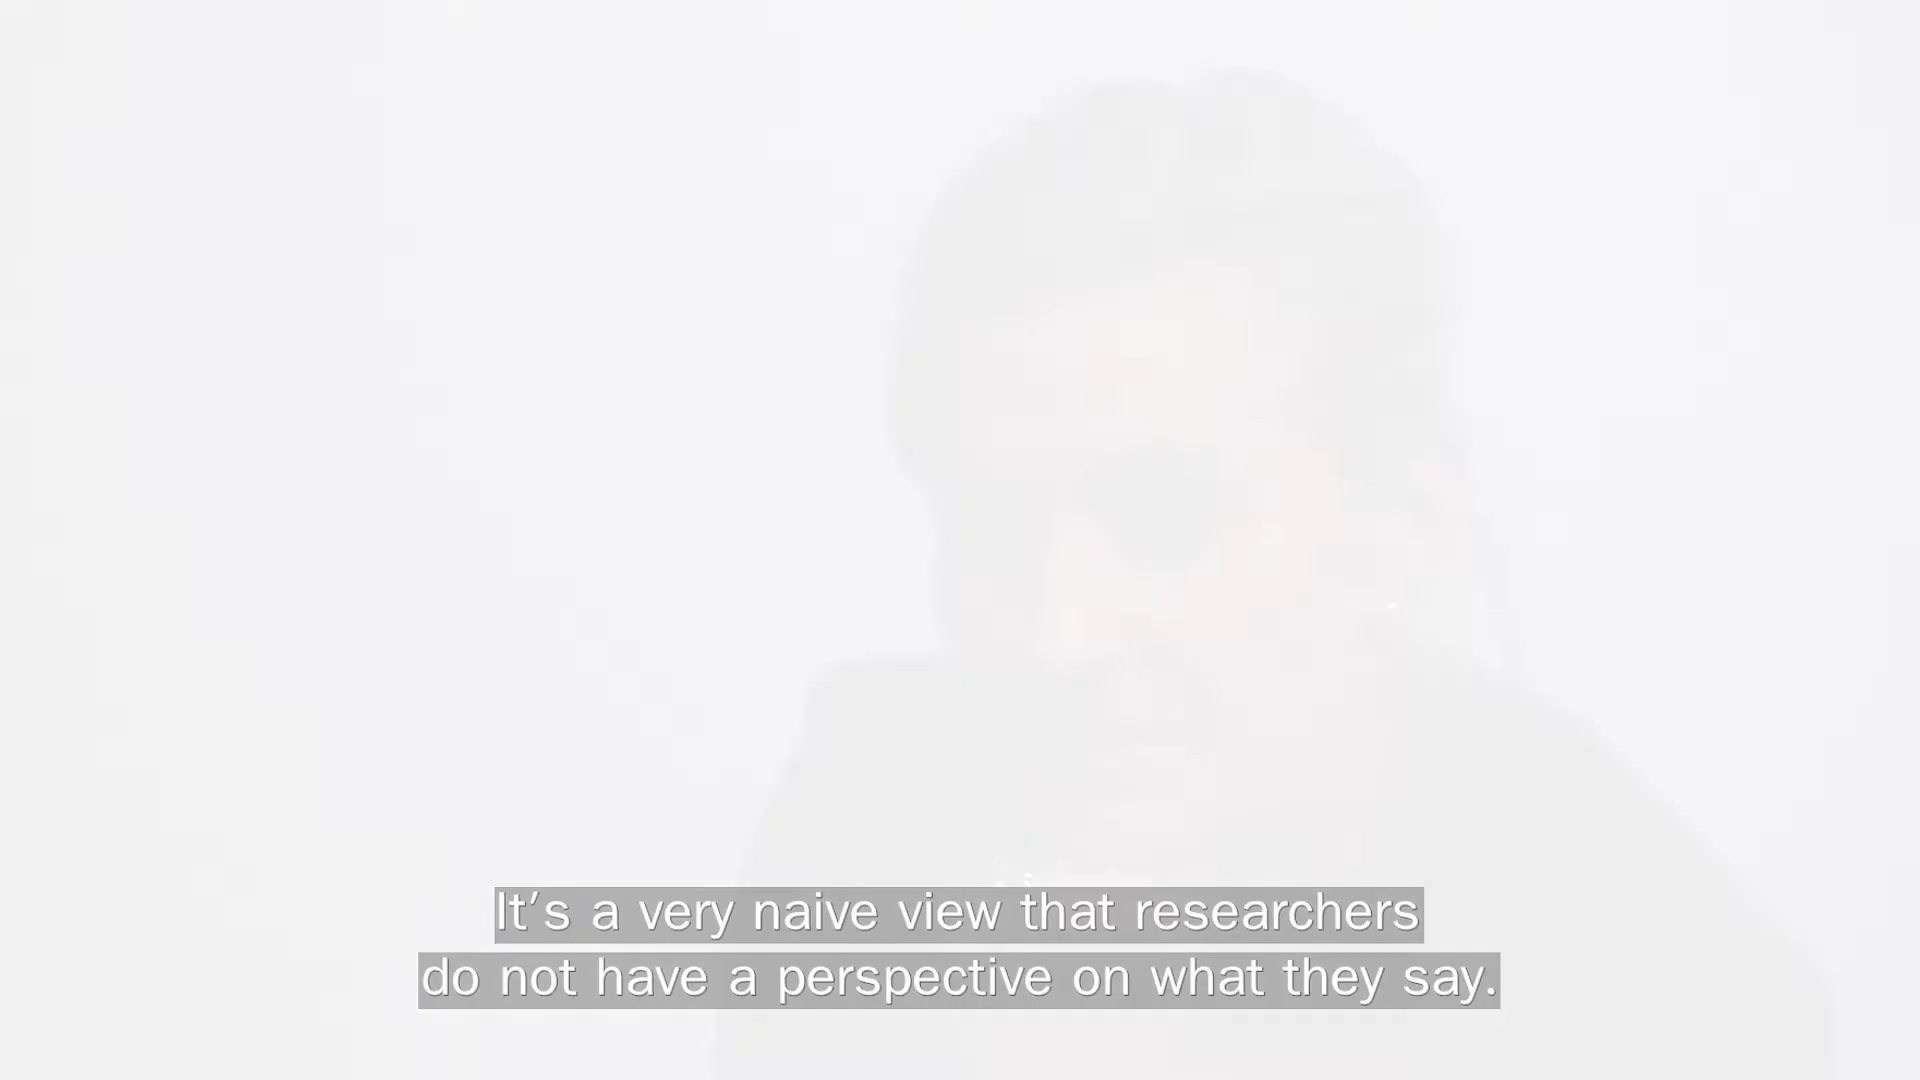 It's a very naive view that researchers
do not have a perspective on what they say.